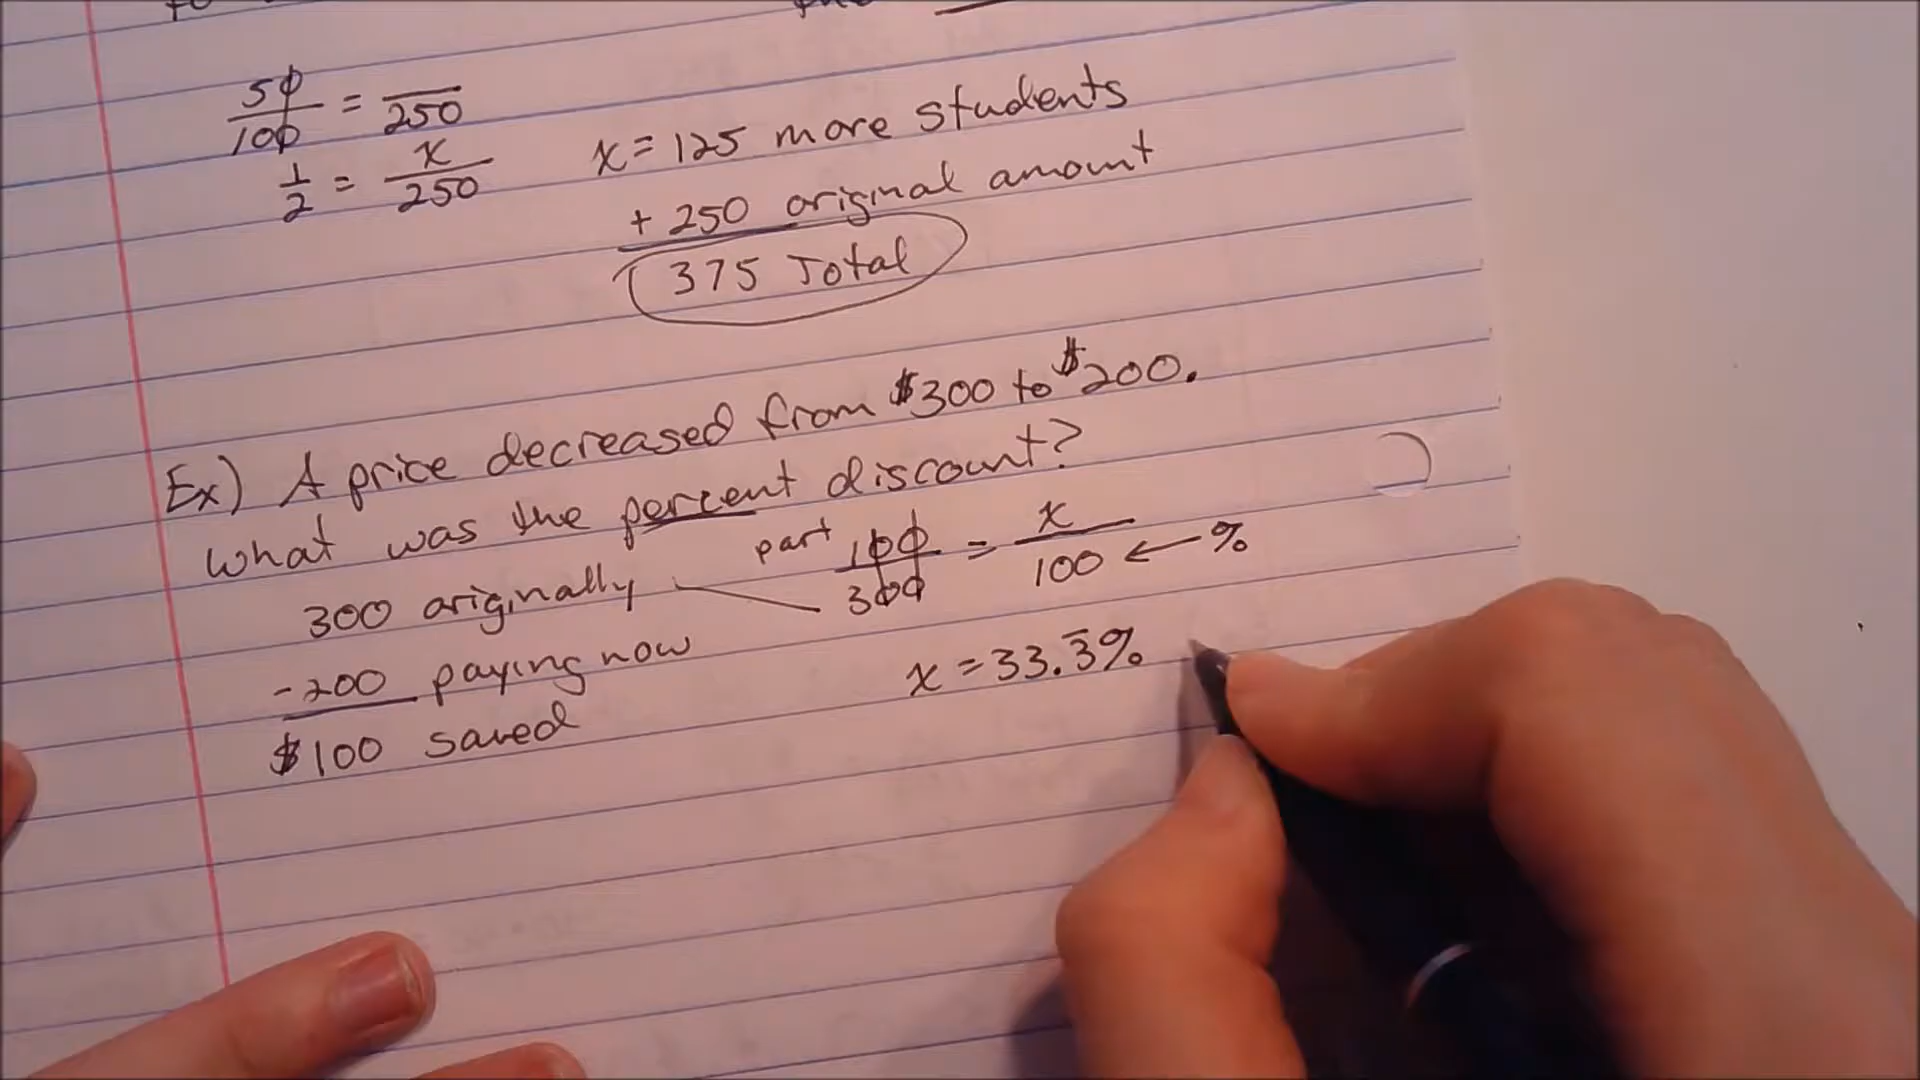 50/100 = /250
1/2 = x/250
x = 125 more students
+ 250 original amount
375 Total
Ex) A price decreased from $300 to $200.
What was the percent discount?
300 originally
-200 paying now
$100 saved
part 100/300 = x/100 ← %
x = 33.3̅%